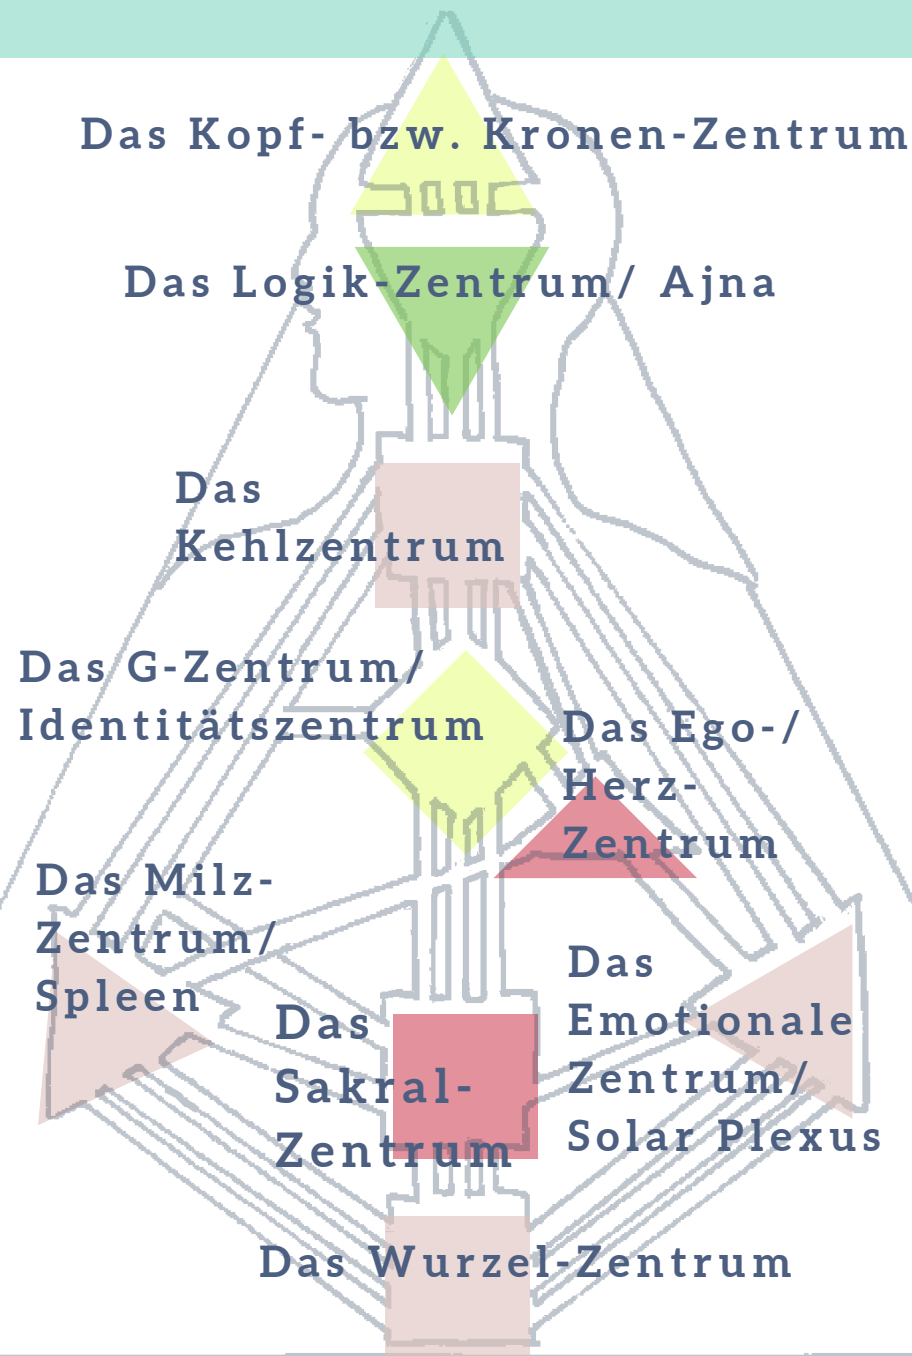 Das Kopf- bzw. Kronen-Zentrum
Das Logik-Zentrum/ Ajna
Das
Kehlzentrum
Das G-Zentrum/
Identitätszentrum
Das Ego-/
Herz-
Zentrum
Das Milz-
Zentrum/
Spleen
Das
Sakral-
Zentrum
Das
Emotionale
Zentrum/
Solar Plexus
Das Wurzel-Zentrum